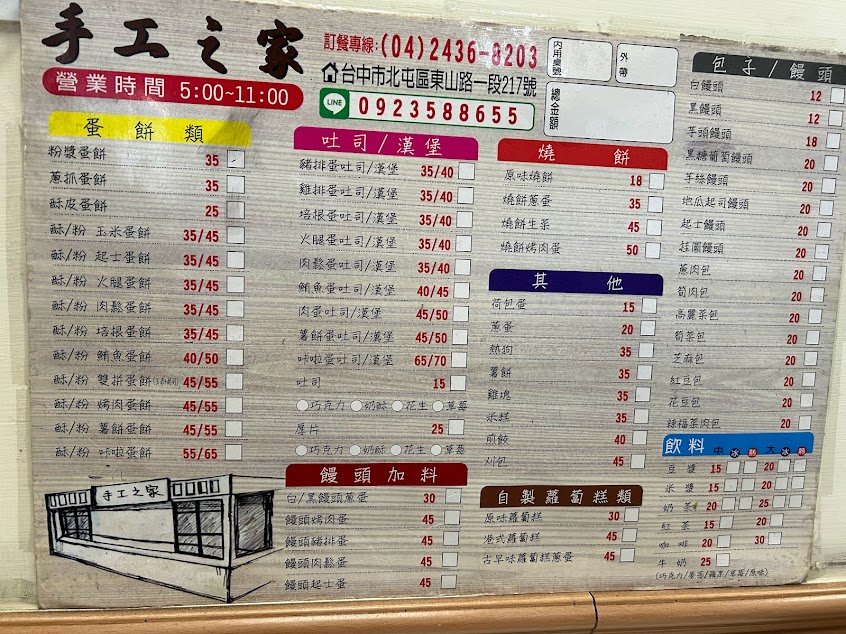 手工之家
訂餐專線:(04)2436-8203
台中市北屯區東山路一段217號
營業時間 5:00~11:00
LINE 0923588655
內用桌號
外帶
總金額
蛋餅類
粉漿蛋餅 35
蔥抓蛋餅 35
酥皮蛋餅 25
酥/粉 玉米蛋餅 35/45
酥/粉 起士蛋餅 35/45
酥/粉 火腿蛋餅 35/45
酥/粉 肉鬆蛋餅 35/45
酥/粉 培根蛋餅 35/45
酥/粉 鮪魚蛋餅 40/50
酥/粉 雙拼蛋餅 45/55
酥/粉 烤肉蛋餅 45/55
酥/粉 薯餅蛋餅 45/55
酥/粉 咔啦蛋餅 55/65
手工之家
吐司/漢堡
豬排蛋吐司/漢堡 35/40
雞排蛋吐司/漢堡 35/40
培根蛋吐司/漢堡 35/40
火腿蛋吐司/漢堡 35/40
肉鬆蛋吐司/漢堡 35/40
鮪魚蛋吐司/漢堡 40/45
肉蛋吐司/漢堡 45/50
薯餅蛋吐司/漢堡 45/50
咔啦蛋吐司/漢堡 65/70
吐司 15
巧克力 奶酥 花生 草莓
厚片 25
巧克力 奶酥 花生 草莓
饅頭加料
白/黑饅頭蔥蛋 30
饅頭烤肉蛋 45
饅頭豬排蛋 45
饅頭肉鬆蛋 45
饅頭起士蛋 45
燒餅
原味燒餅 18
燒餅蔥蛋 35
燒餅生菜 45
燒餅烤肉蛋 50
其他
荷包蛋 15
蔥蛋 20
熱狗 35
薯餅 35
雞塊 35
米糕 35
煎餃 40
刈包 45
自製蘿蔔糕類
原味蘿蔔糕 30
港式蘿蔔糕 45
古早味蘿蔔糕蔥蛋 45
包子/饅頭
白饅頭 12
黑饅頭 12
芋頭饅頭 18
黑糖葡萄饅頭 20
芋絲饅頭 20
地瓜起司饅頭 20
起士饅頭 20
桂圓饅頭 20
蔥肉包 20
筍肉包 20
高麗菜包 20
筍菜包 20
芝麻包 20
紅豆包 20
花豆包 20
辣福菜肉包 20
飲料 中 冰 熱 大 冰 熱
豆漿 15 20
米漿 15 20
奶茶 20 25
紅茶 15 20
咖啡 20 30
牛奶 25
(巧克力/麥芽/蘋果/草莓/原味)